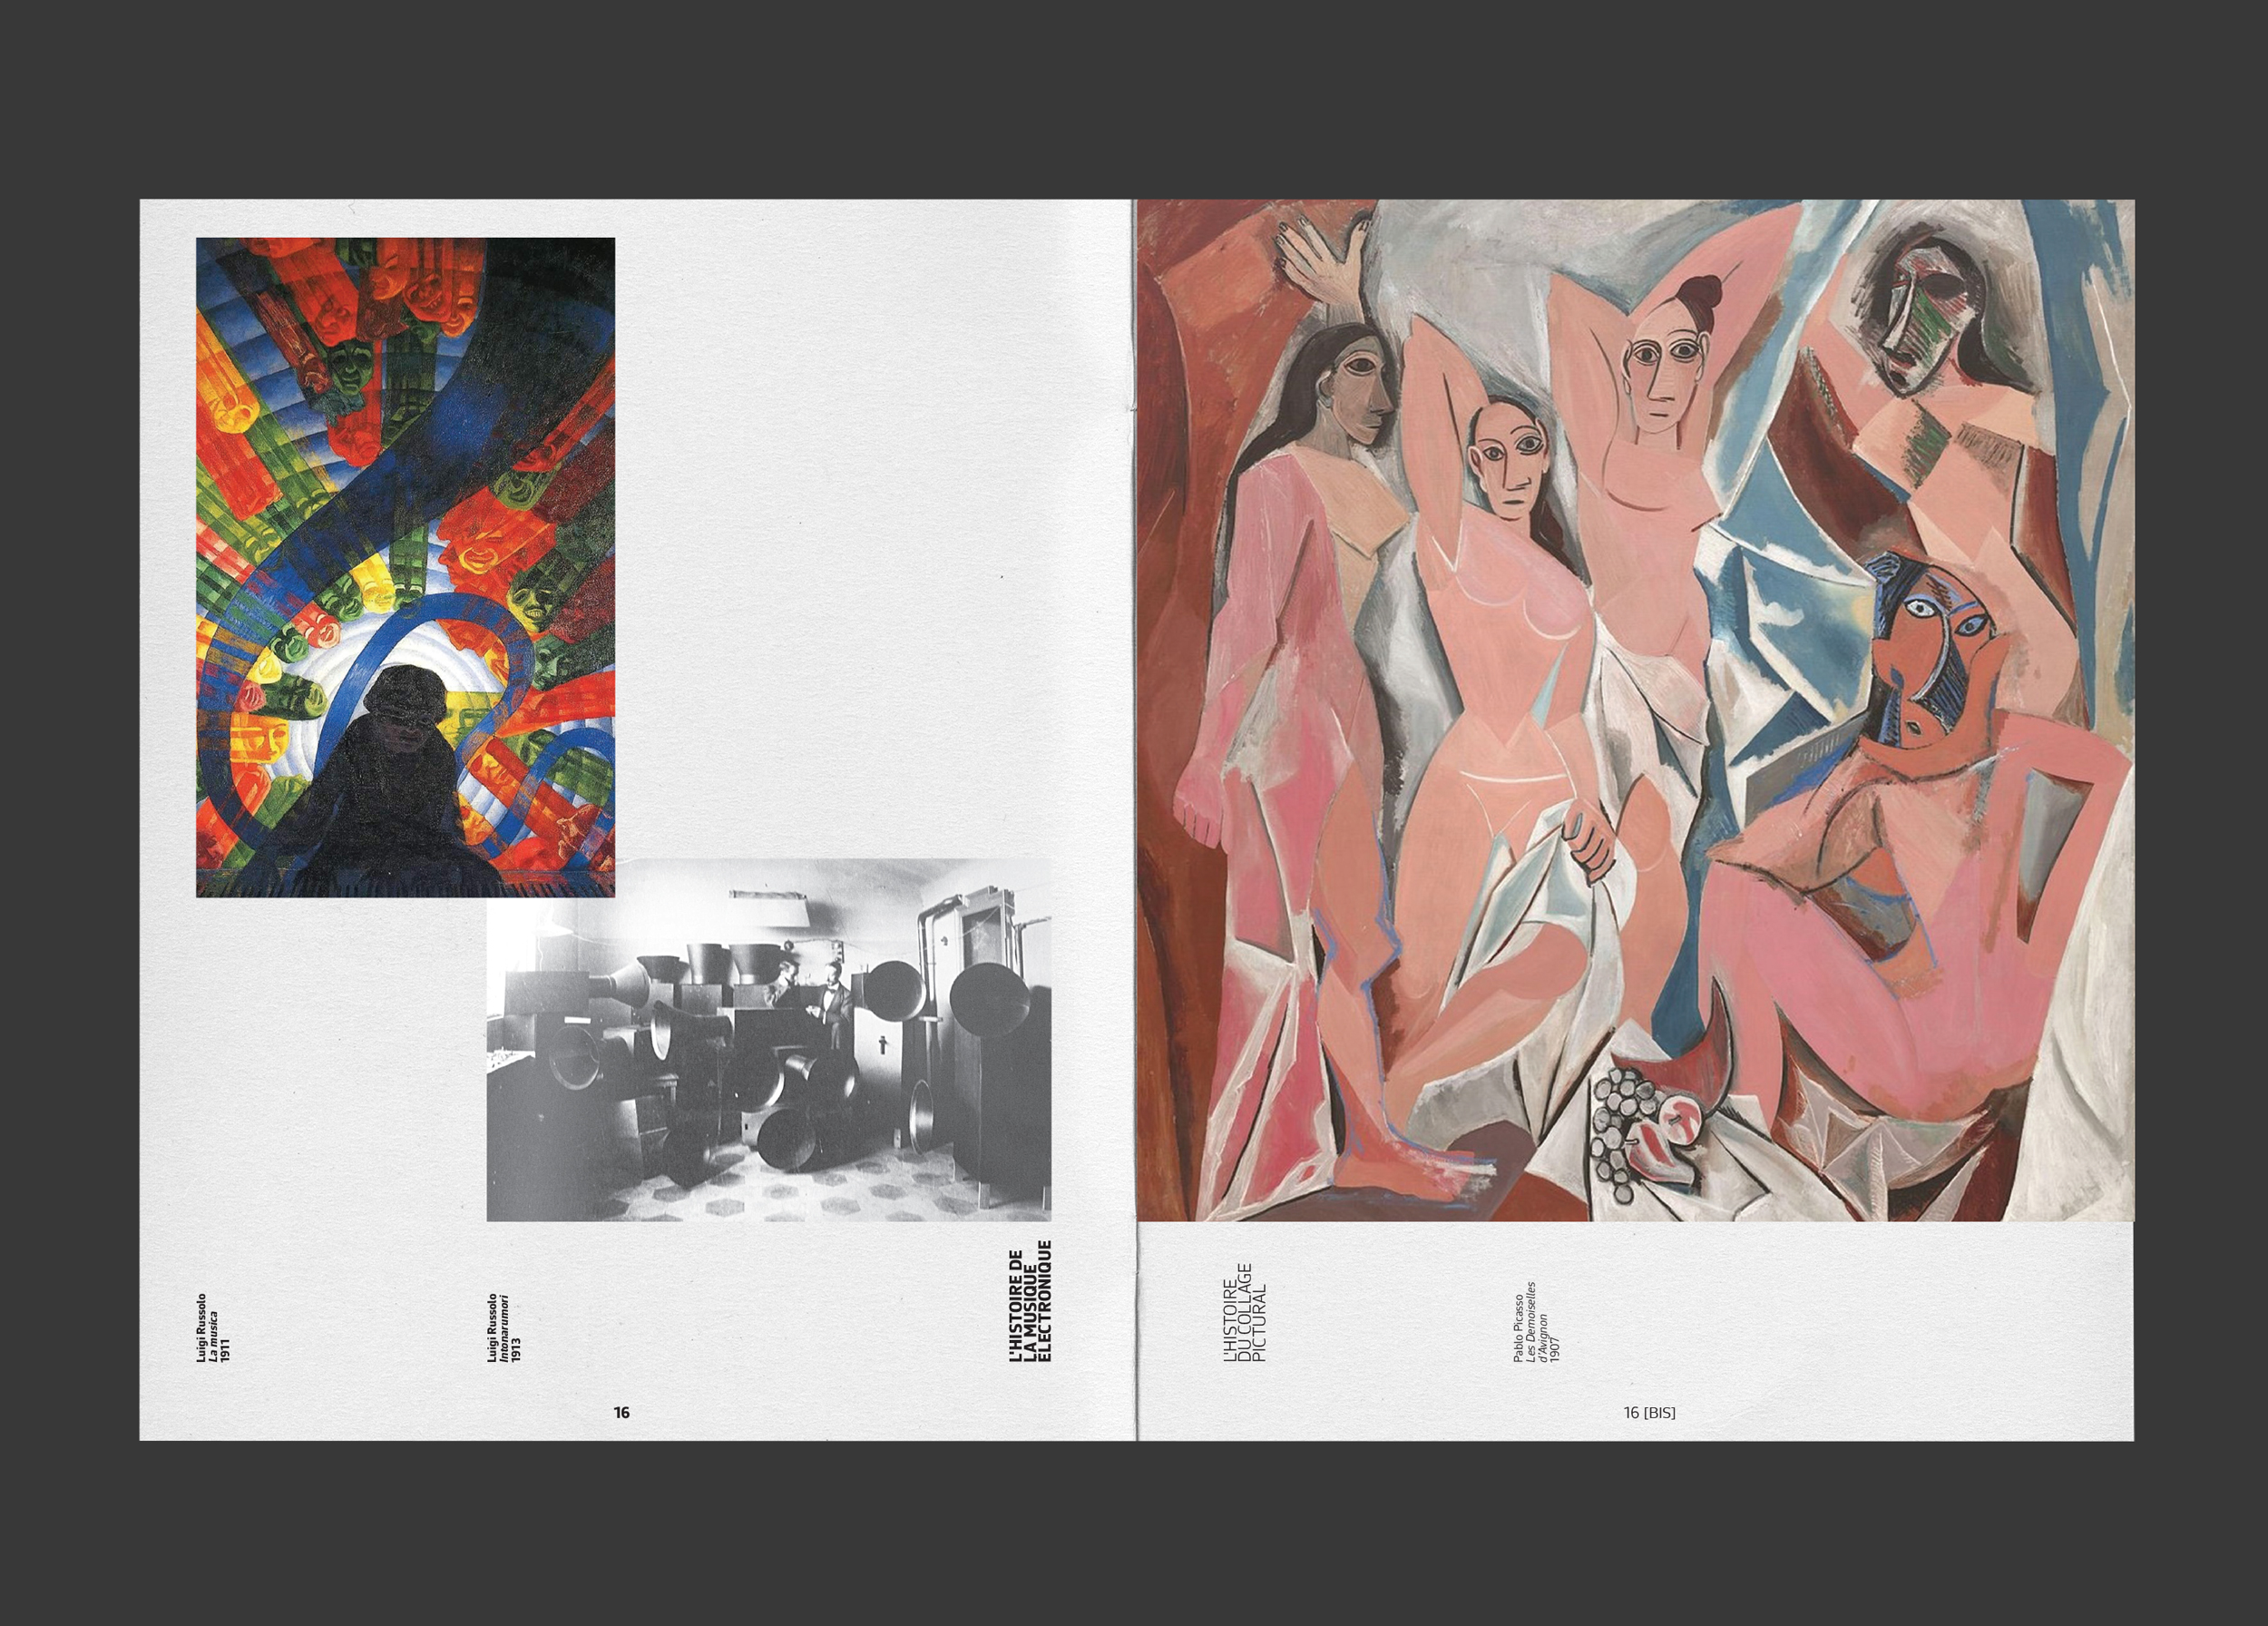 Luigi Russolo
La musica
1911
Luigi Russolo
Intonarumori
1913
L'HISTOIRE DE
LA MUSIQUE
ELECTRONIQUE
16
L'HISTOIRE
DU COLLAGE
PICTURAL
Pablo Picasso
Les Demoiselles
d'Avignon
1907
16 [BIS]